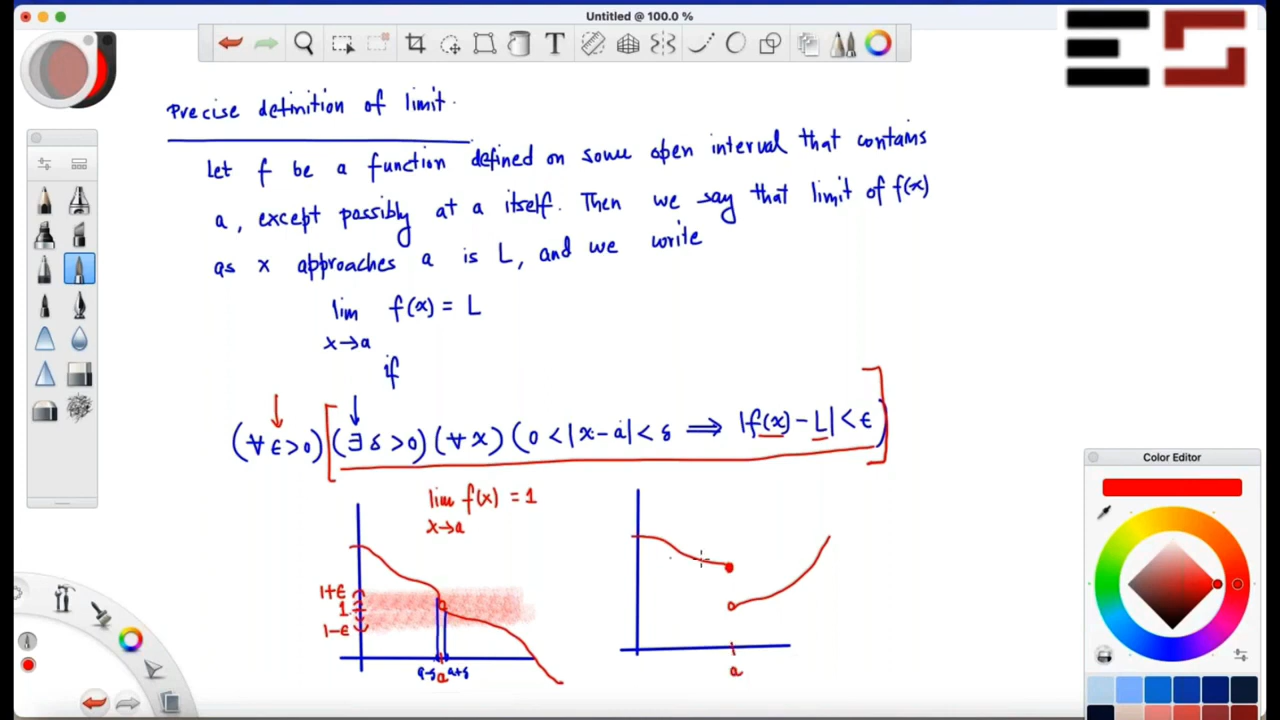 Untitled @ 100.0 %
ES
Precise definition of limit.
Let f be a function defined on some open interval that contains
a, except possibly at a itself. Then we say that limit of f(x)
as x approaches a is L, and we write
lim f(x) = L
x→a
if
(∀ ε>0) [(∃ δ >0) (∀ x) (0 < |x-a| < δ ⟹ |f(x) - L| < ε)]
lim f(x) = 1
x→a
1+ε
1
1-ε
a-δ a a+δ
a
T
Color Editor